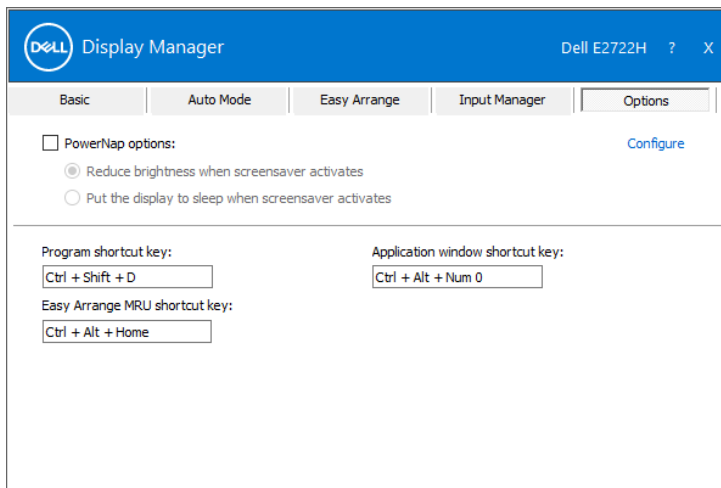 DELL Display Manager Dell E2722H ? X
Basic Auto Mode Easy Arrange Input Manager Options
PowerNap options: Configure
Reduce brightness when screensaver activates
Put the display to sleep when screensaver activates
Program shortcut key: Application window shortcut key:
Ctrl + Shift + D Ctrl + Alt + Num 0
Easy Arrange MRU shortcut key:
Ctrl + Alt + Home